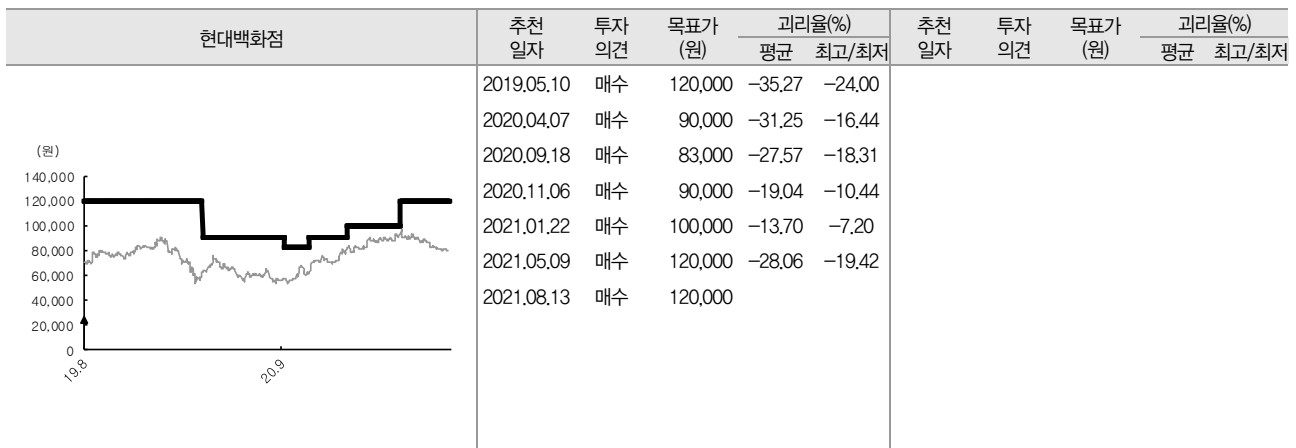 현대백화점
추천 일자 투자 의견 목표가 (원) 괴리율(%) 평균 최고/최저 추천 일자 투자 의견 목표가 (원) 괴리율(%) 평균 최고/최저
(원)
140,000
120,000
100,000
80,000
60,000
40,000
20,000
0
19.8 20.9
2019.05.10 매수 120,000 -35.27 -24.00
2020.04.07 매수 90,000 -31.25 -16.44
2020.09.18 매수 83,000 -27.57 -18.31
2020.11.06 매수 90,000 -19.04 -10.44
2021.01.22 매수 100,000 -13.70 -7.20
2021.05.09 매수 120,000 -28.06 -19.42
2021.08.13 매수 120,000